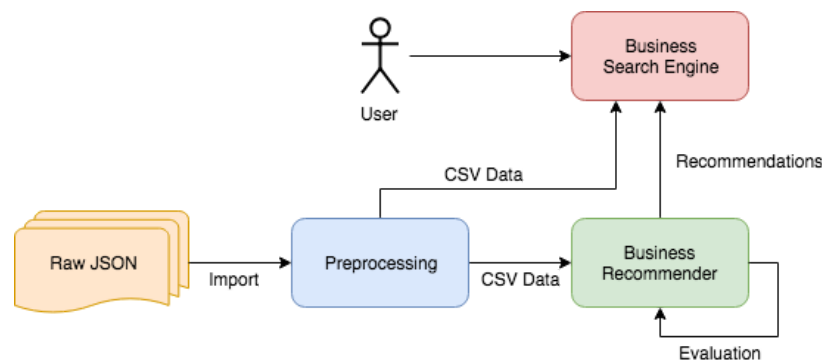 Business
Search Engine
User
CSV Data
Recommendations
Raw JSON
Import
Preprocessing
CSV Data
Business
Recommender
Evaluation